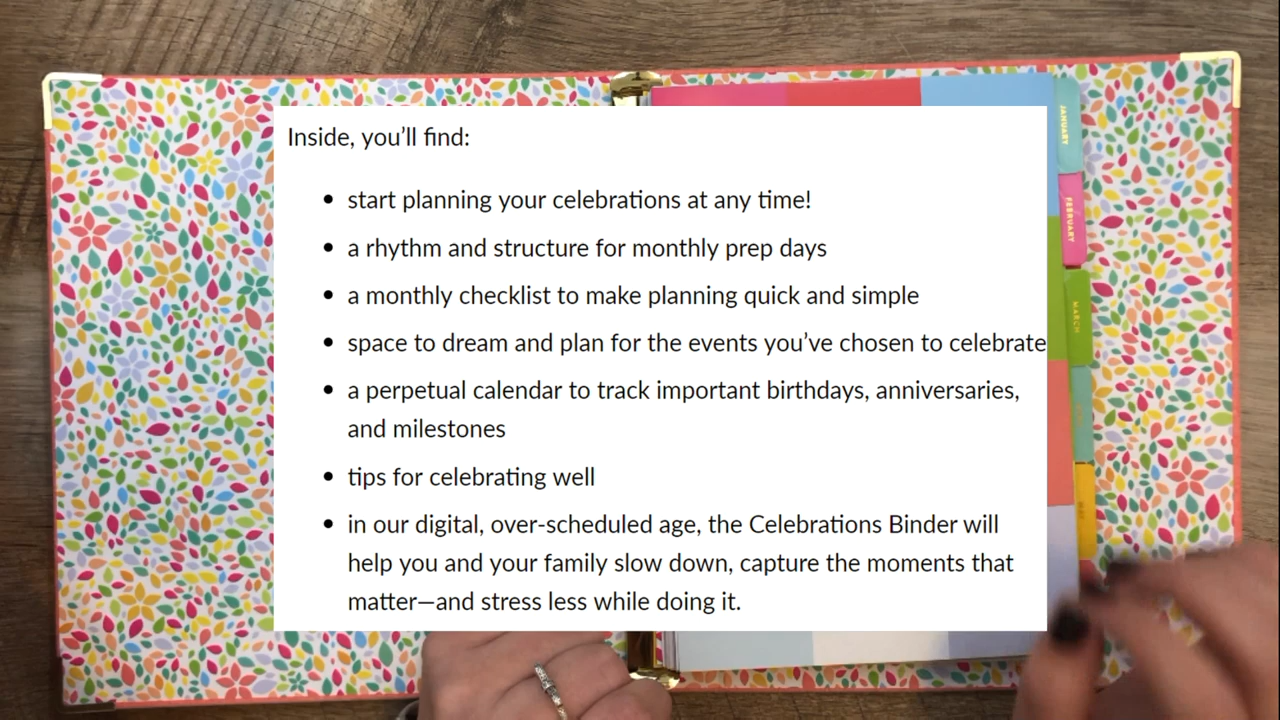 Inside, you’ll find:
start planning your celebrations at any time!
a rhythm and structure for monthly prep days
a monthly checklist to make planning quick and simple
space to dream and plan for the events you’ve chosen to celebrate
a perpetual calendar to track important birthdays, anniversaries,
and milestones
tips for celebrating well
in our digital, over-scheduled age, the Celebrations Binder will
help you and your family slow down, capture the moments that
matter—and stress less while doing it.
JANUARY
FEBRUARY
MARCH